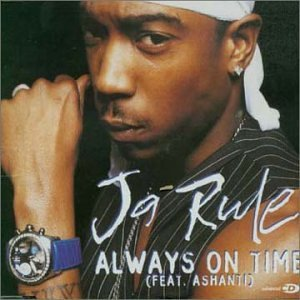 Ja Rule
ALWAYS ON TIME
(FEAT. ASHANTI)